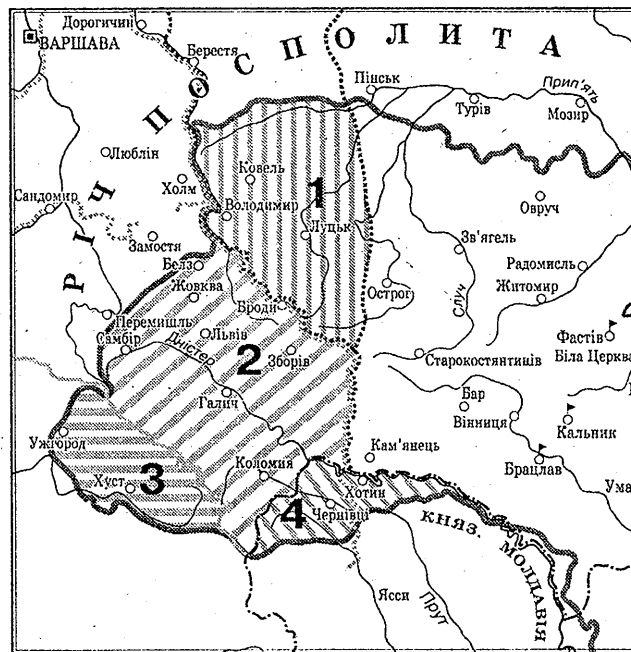 Дорогичин
ВАРШАВА
Берестя
РІЧ ПОСПОЛИТА
Пінськ
Прип'ять
Турів
Мозир
Люблін
Холм
Ковель
1
Володимир
Луцьк
Овруч
Сандомир
Замостя
Зв'ягель
Белз
Радомисль
Жовква
Острог
Случ
Житомир
Броди
Перемишль
Самбір
Львів
Дністер
2
Зборів
Фастів
Біла Церква
Старокостянтинів
Галич
Бар
Вінниця
Кальник
Ужгород
Кам'янець
Брацлав
3
Хуст
Коломия
Хотин
Ума
4
Чернівці
КНЯЗ. МОЛДАВІЯ
Ясси
Прут